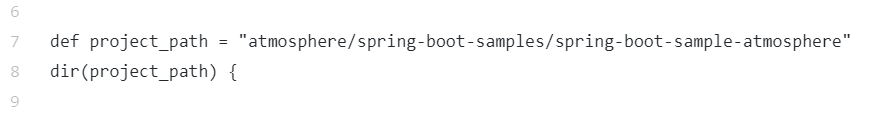 6
7 def project_path = "atmosphere/spring-boot-samples/spring-boot-sample-atmosphere"
8 dir(project_path) {
9